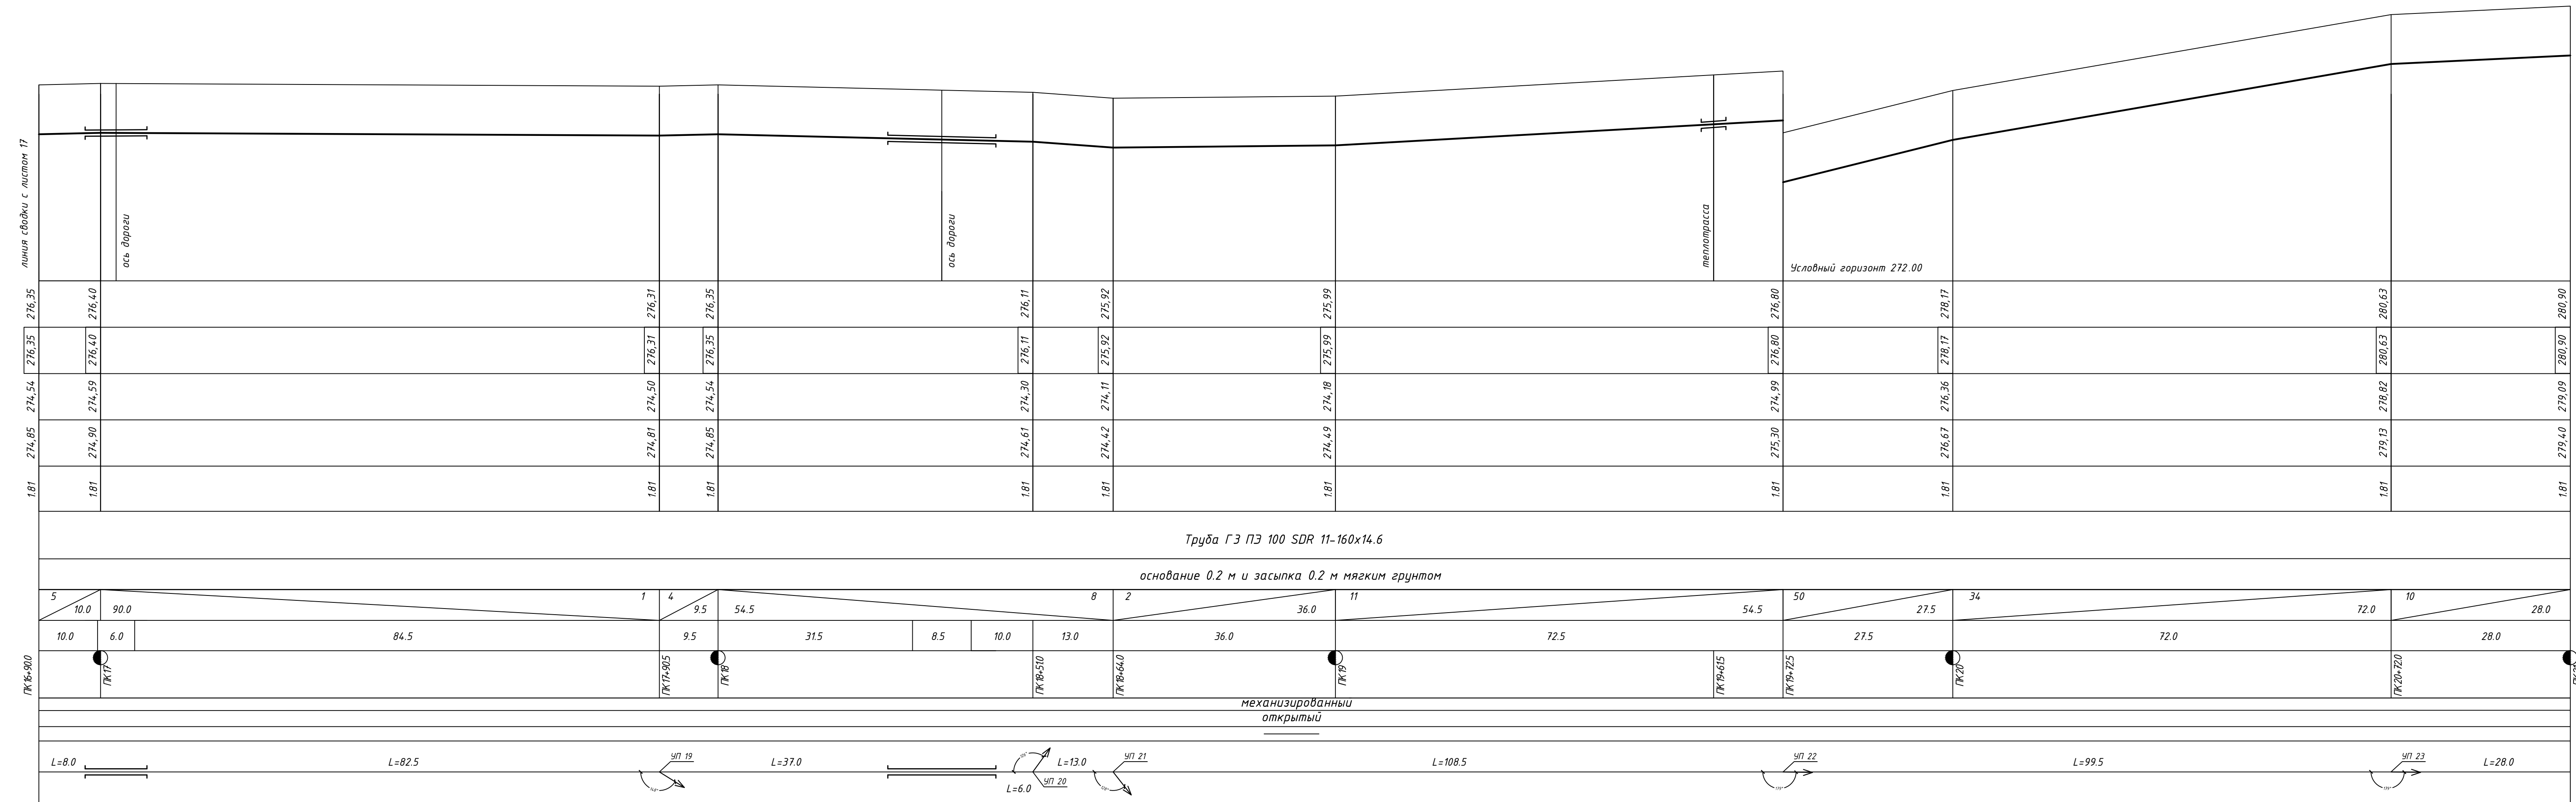 линия сводки с листом 17
ось дороги
ось дороги
теплотрасса
Условный горизонт 272.00
276,35 276,40 276,31 276,35 276,11 275,92 275,99 276,80 278,17 280,63 280,90
276,35 276,40 276,31 276,35 276,11 275,92 275,99 276,80 278,17 280,63 280,90
274,54 274,59 274,50 274,54 274,30 274,11 274,18 274,99 276,36 278,82 279,09
274,85 274,90 274,81 274,85 274,61 274,42 274,49 275,30 276,67 279,13 279,40
1.81 1.81 1.81 1.81 1.81 1.81 1.81 1.81 1.81 1.81 1.81
Труба ГЗ ПЭ 100 SDR 11-160х14.6
основание 0.2 м и засыпка 0.2 м мягким грунтом
5 1 4 8 2 11 50 34 10
10.0 90.0 9.5 54.5 36.0 54.5 27.5 72.0 28.0
10.0 6.0 84.5 9.5 31.5 8.5 10.0 13.0 36.0 72.5 27.5 72.0 28.0
ПК16+90.0 ПК17 ПК17+90.5 ПК18 ПК18+51.0 ПК18+64.0 ПК19 ПК19+61.5 ПК19+72.5 ПК20 ПК20+72.0
механизированный
открытый
УП 19 УП 21 УП 22 УП 23
L=8.0 L=82.5 L=37.0 L=13.0 L=108.5 L=99.5 L=28.0
УП 20
L=6.0